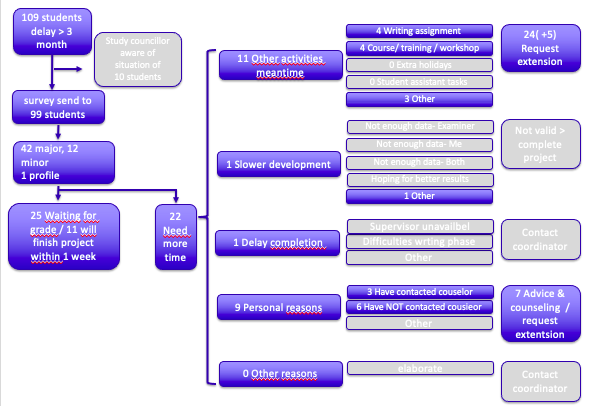 109 students
delay > 3
month
Study councillor
aware of
situation of
10 students
survey send to
99 students
42 major, 12
minor
1 profile
25 Waiting for
grade / 11 will
finish project
within 1 week
22
Need
more
time
11 Other activities
meantime
4 Writing assignment
4 Course/ training / workshop
0 Extra holidays
0 Student assistant tasks
3 Other
24( +5)
Request
extension
1 Slower development
Not enough data- Examiner
Not enough data- Me
Not enough data- Both
Hoping for better results
1 Other
Not valid >
complete
project
1 Delay completion
Supervisor unavailbel
Difficulties wrting phase
Other
Contact
coordinator
9 Personal reasons
3 Have contacted couselor
6 Have NOT contacted cousieor
Other
7 Advice &
counseling /
request
extentsion
0 Other reasons
elaborate
Contact
coordinator